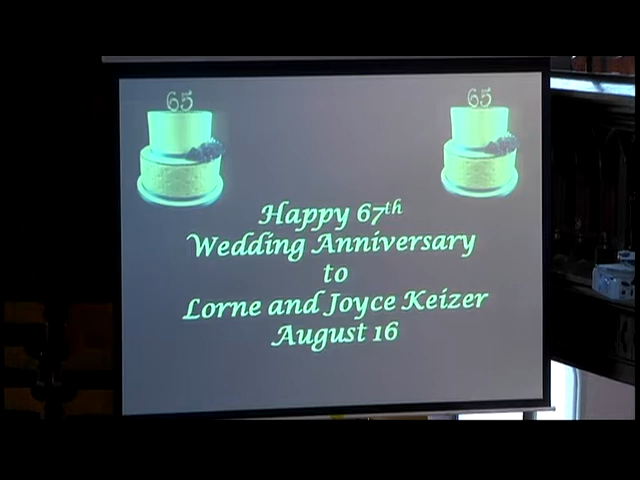 65 65
Happy 67th
Wedding Anniversary
to
Lorne and Joyce Keizer
August 16